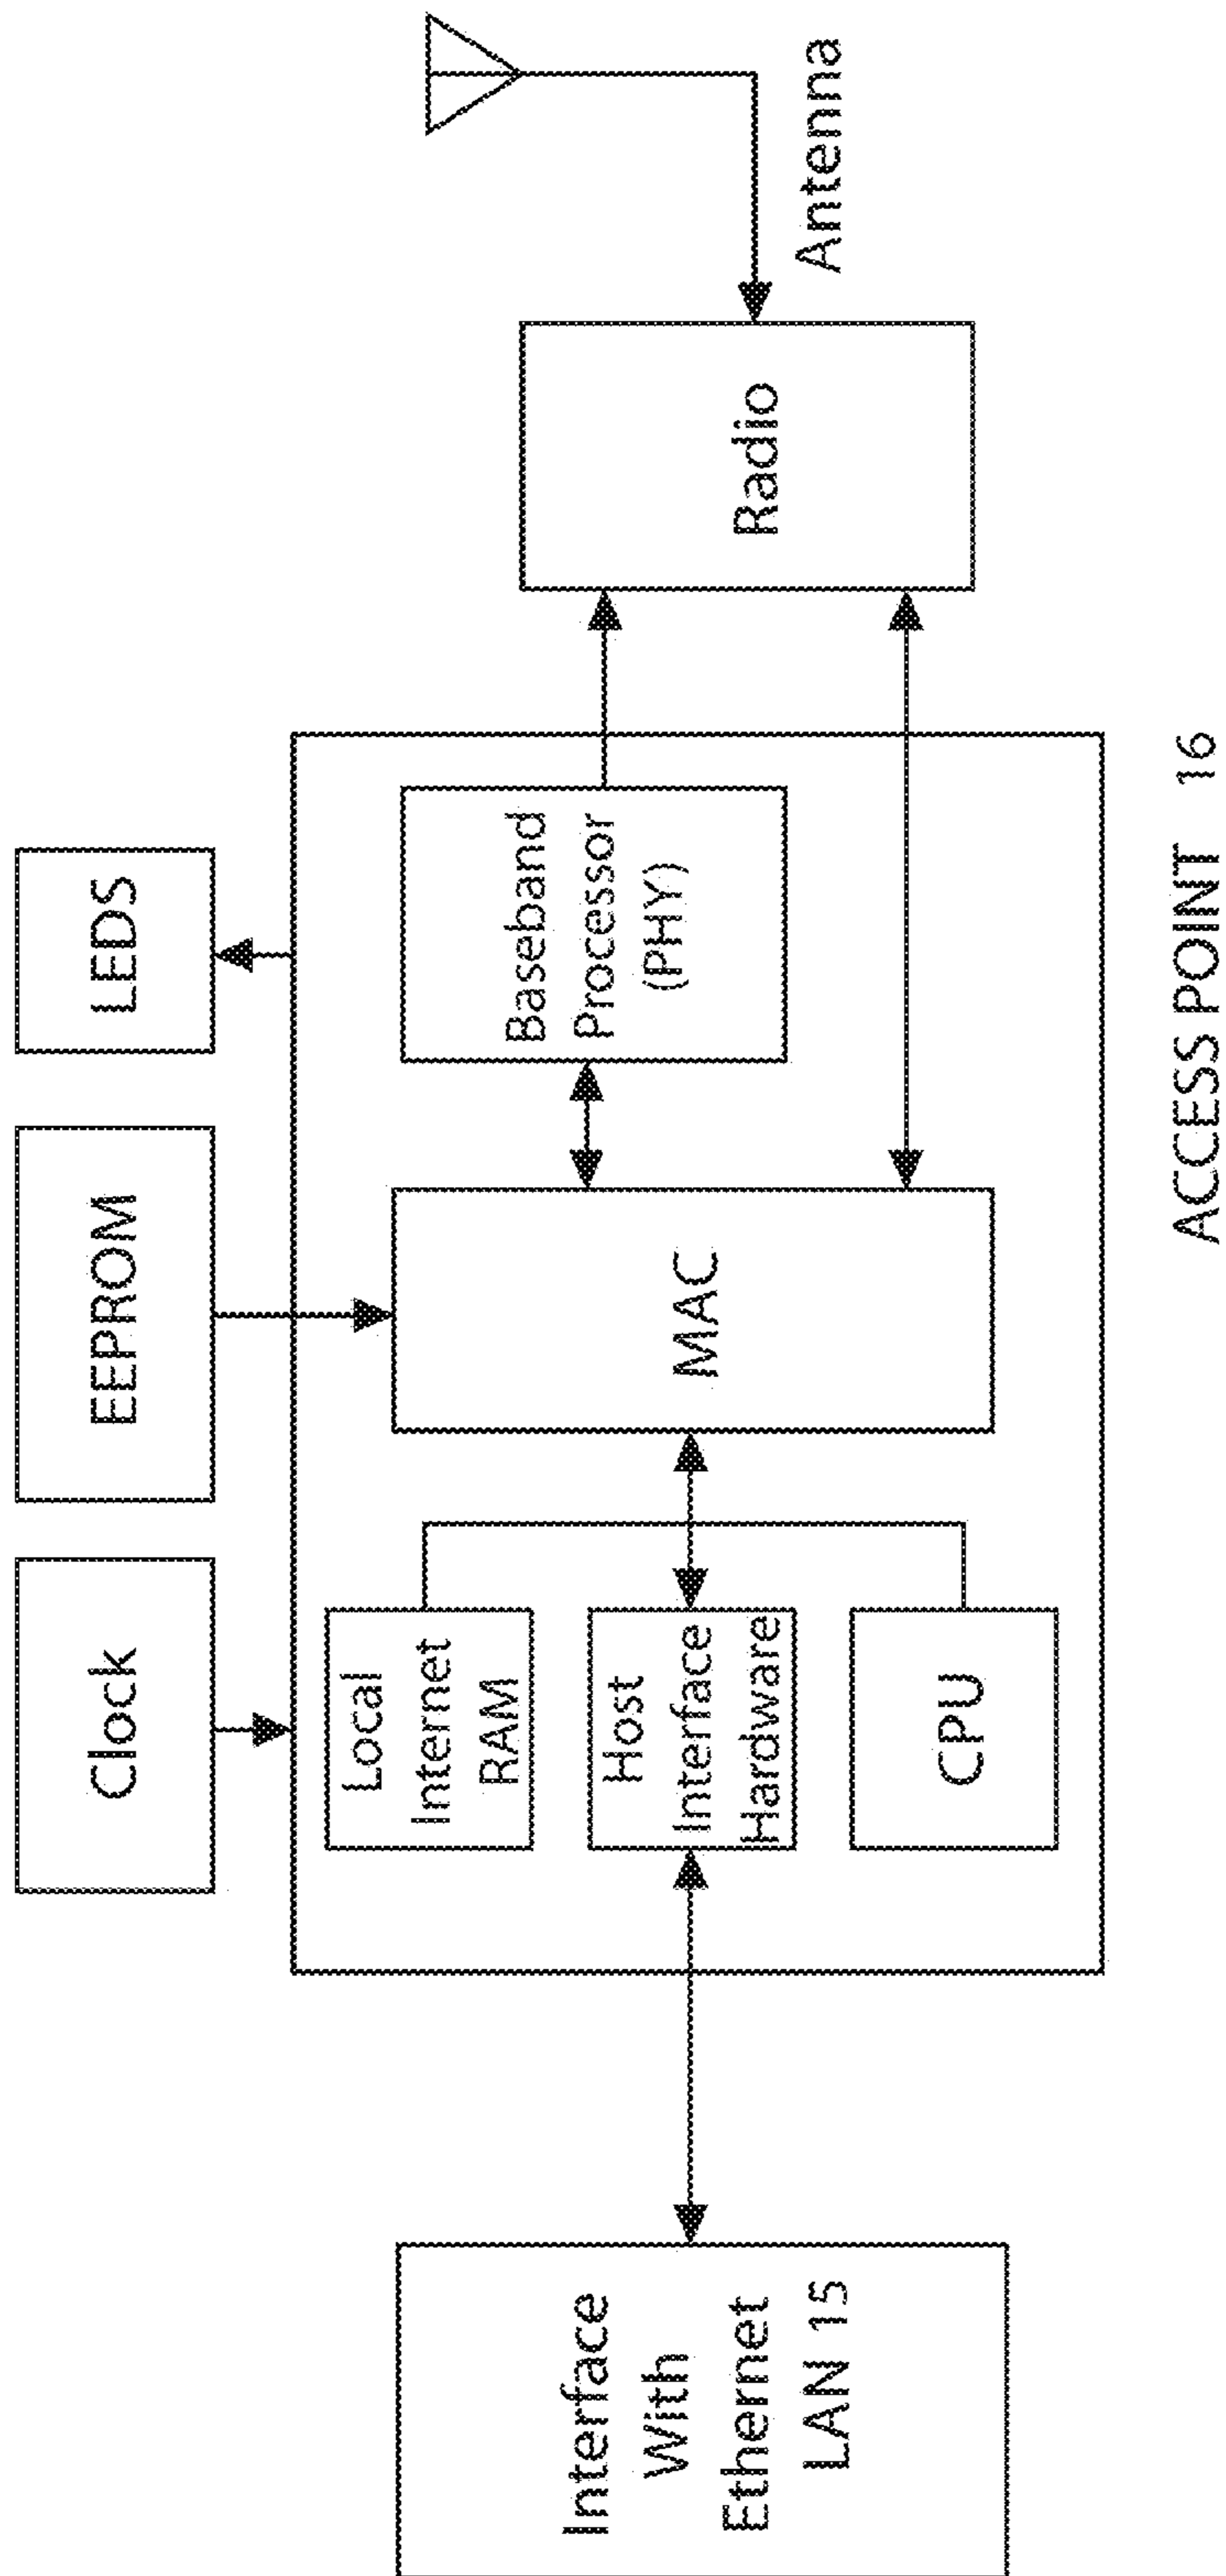 Clock
EEPROM
LEDS
Local
Internet
RAM
Host
Interface
Hardware
CPU
MAC
Baseband
Processor
(PHY)
Interface
With
Ethernet
LAN 15
Radio
Antenna
ACCESS POINT 16